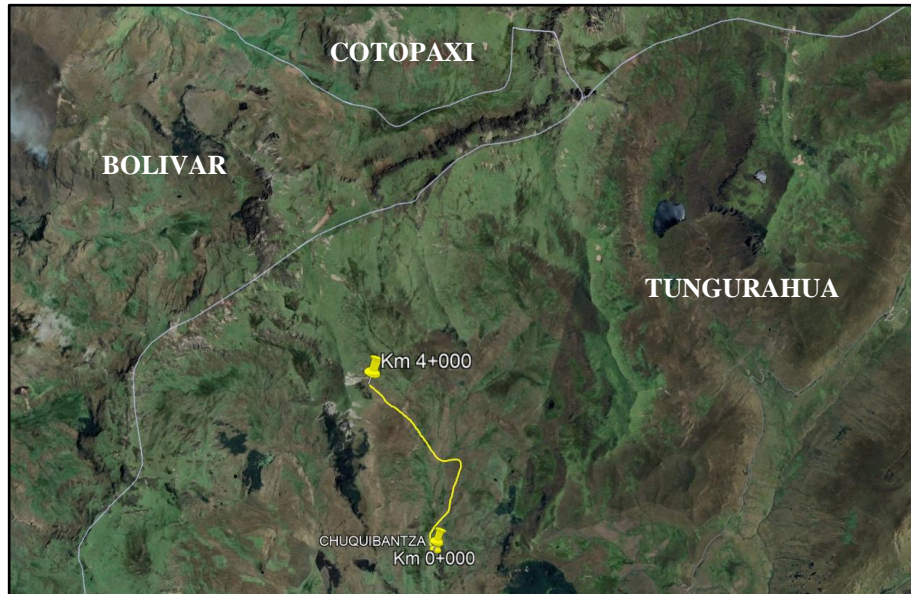 COTOPAXI
BOLIVAR
TUNGURAHUA
Km 4+000
CHUQUIBANTZA
Km 0+000